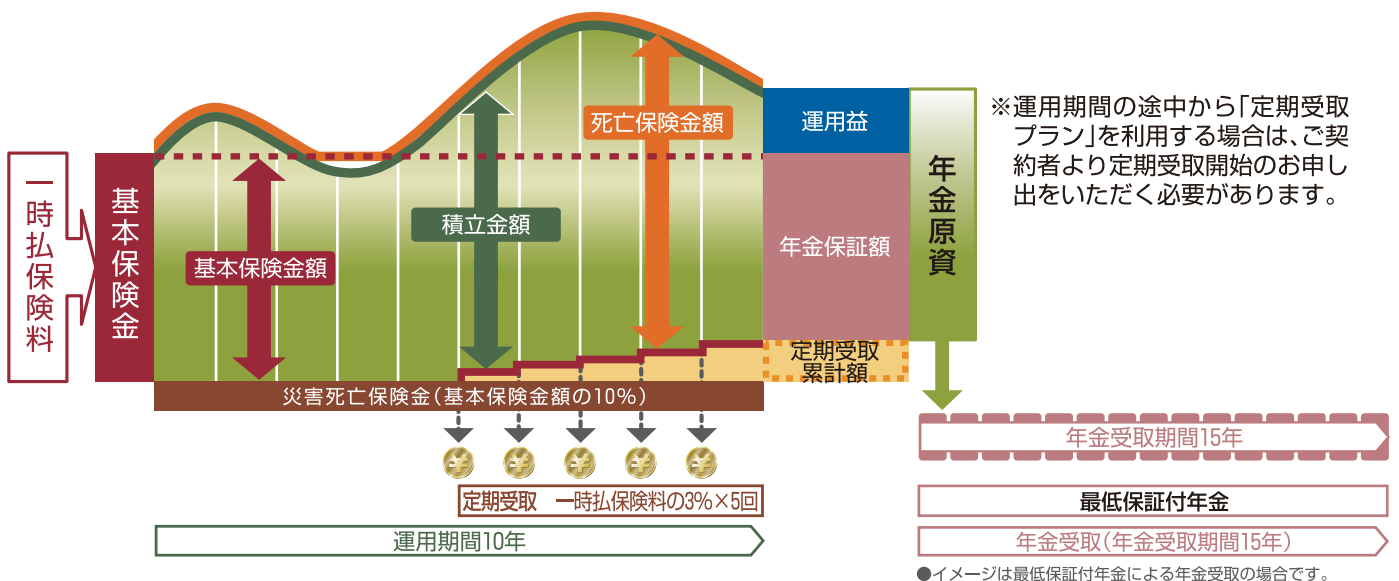 一時払保険料
基本保険金
基本保険金額
積立金額
死亡保険金額
運用益
年金保証額
定期受取
累計額
年金原資
※運用期間の途中から「定期受取
プラン」を利用する場合は、ご契
約者より定期受取開始のお申し
出をいただく必要があります。
災害死亡保険金(基本保険金額の10%)
¥ ¥ ¥ ¥ ¥
定期受取 一時払保険料の3%×5回
運用期間10年
年金受取期間15年
最低保証付年金
年金受取(年金受取期間15年)
●イメージは最低保証付年金による年金受取の場合です。